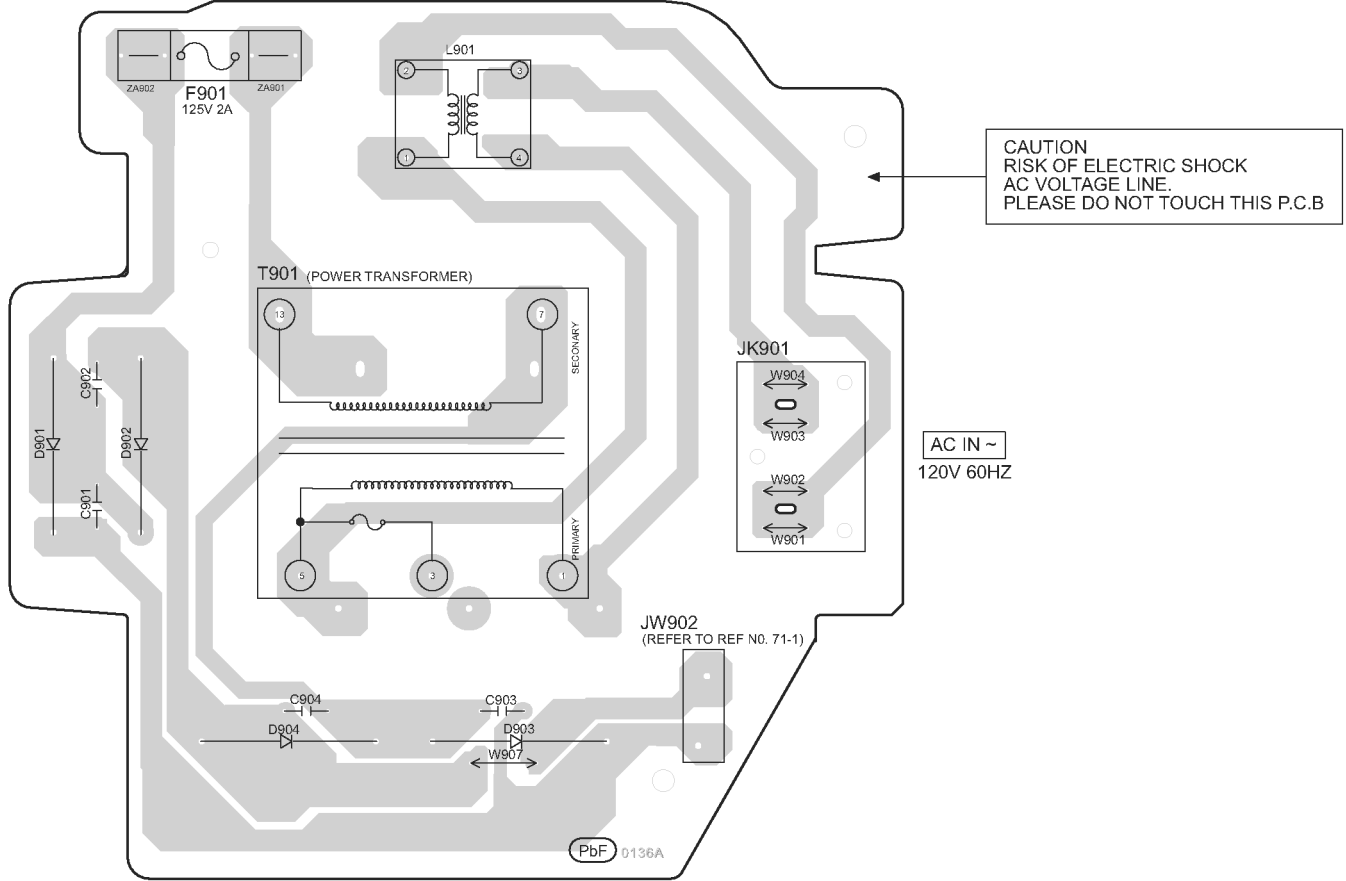 L901
2
3
ZA902
F901
ZA901
125V 2A
1
4
CAUTION
RISK OF ELECTRIC SHOCK
AC VOLTAGE LINE.
PLEASE DO NOT TOUCH THIS P.C.B
T901 (POWER TRANSFORMER)
13
7
SECONARY
JK901
W904
W903
C902
D901
D902
C901
AC IN ~
120V 60HZ
W902
W901
PRIMARY
5
3
1
JW902
(REFER TO REF N0. 71-1)
C904
C903
D904
D903
W907
PbF 0136A